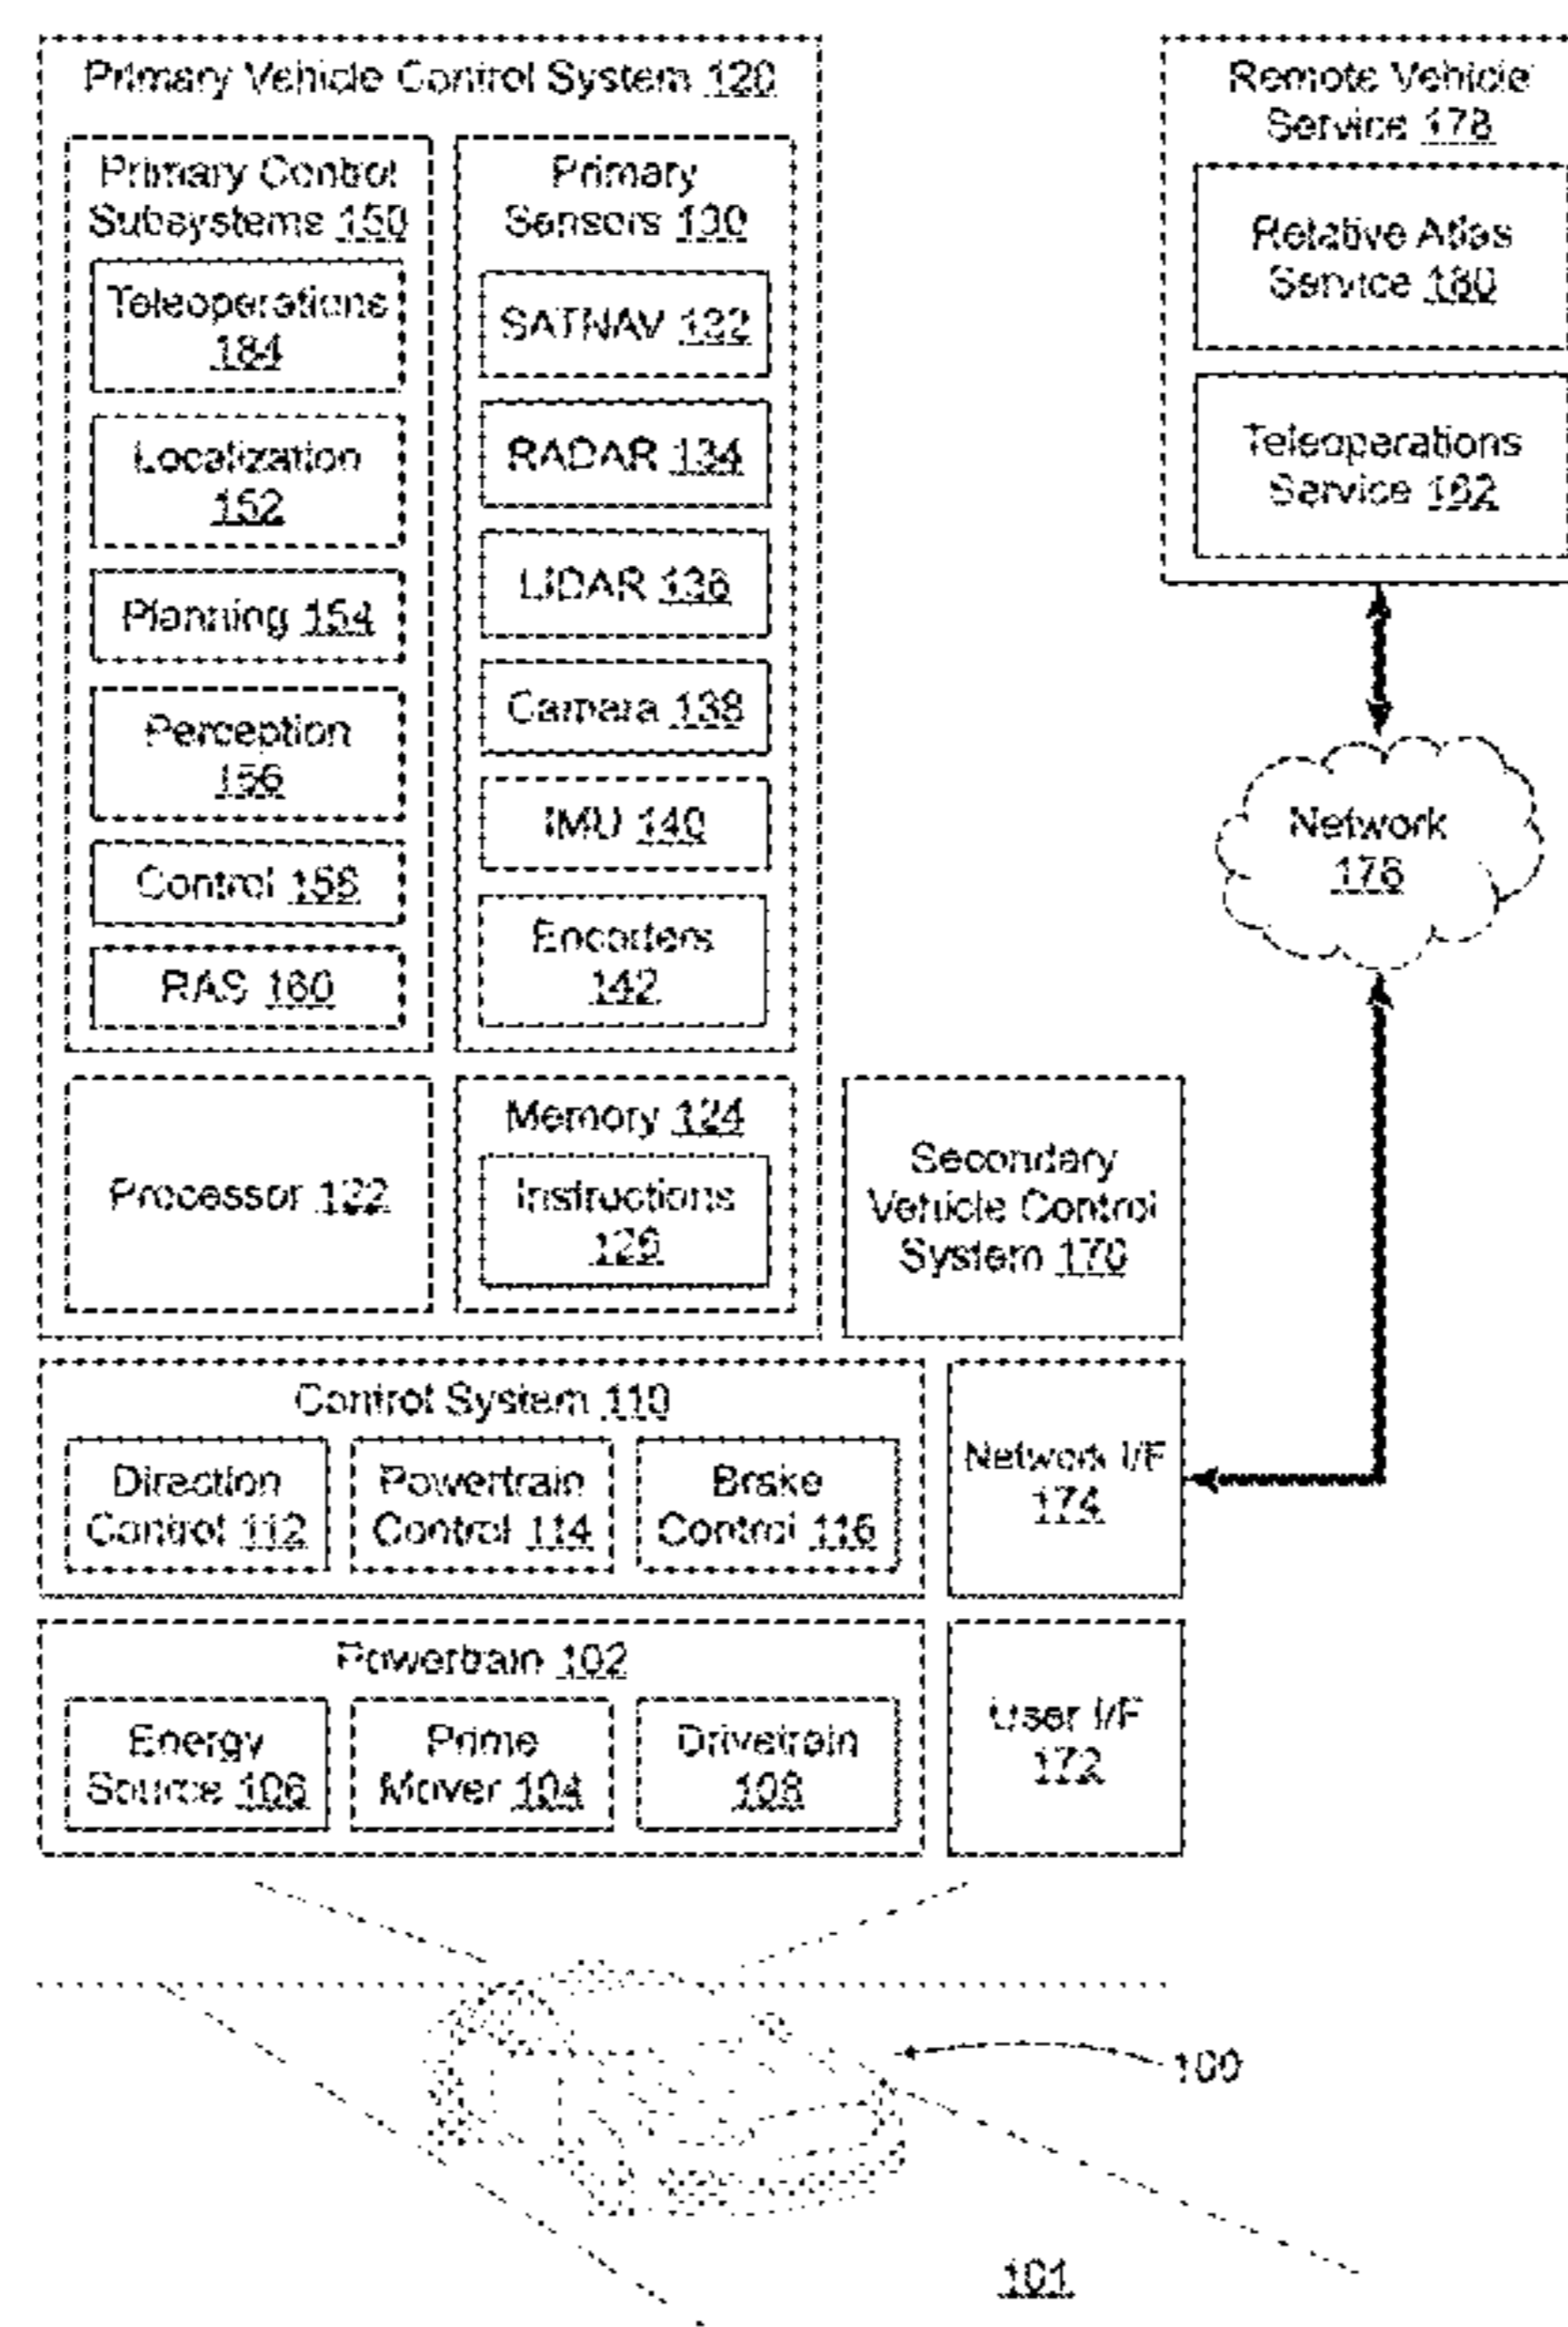 Primary Vehicle Control System 120
Primary Control
Subsystems 150
Teleoperations
184
Localization
152
Planning 154
Perception
156
Control 158
RAS 160
Primary
Sensors 130
SATNAV 132
RADAR 134
LIDAR 136
Camera 138
IMU 140
Encoders
142
Processor 122
Memory 124
Instructions
126
Secondary
Vehicle Control
System 170
Control System 110
Direction
Control 112
Powertrain
Control 114
Brake
Control 116
Network I/F
174
Powertrain 102
Energy
Source 106
Prime
Mover 104
Drivetrain
108
User I/F
172
Remote Vehicle
Service 178
Relative Atlas
Service 180
Teleoperations
Service 182
Network
176
100
101